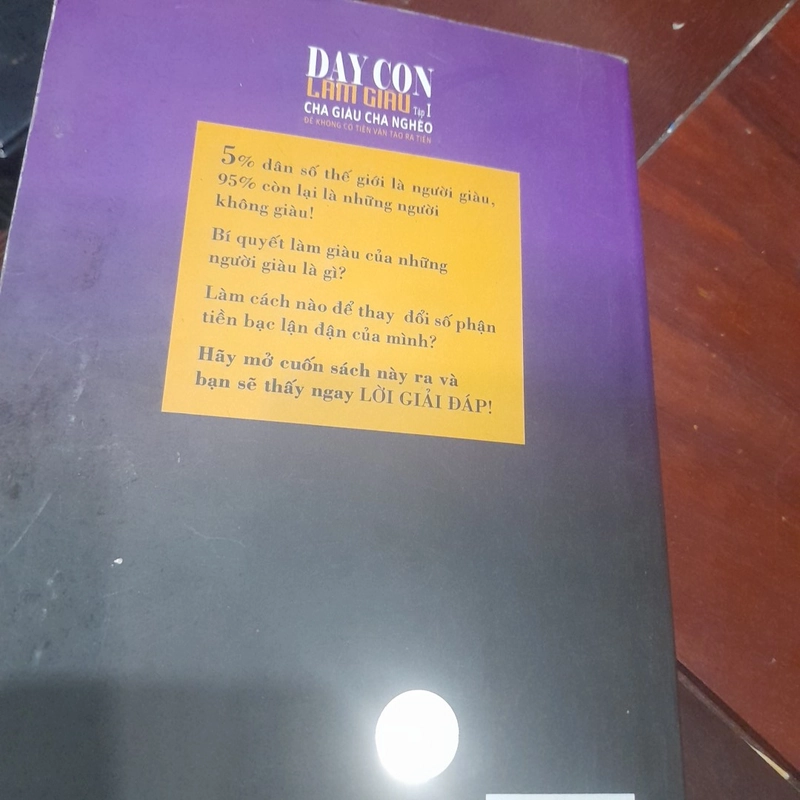 DẠY CON
LÀM GIÀU Tập I
CHA GIÀU CHA NGHÈO
ĐỂ KHÔNG CÓ TIỀN VẪN TẠO RA TIỀN
5% dân số thế giới là người giàu,
95% còn lại là những người
không giàu!
Bí quyết làm giàu của những
người giàu là gì?
Làm cách nào để thay đổi số phận
tiền bạc lận đận của mình?
Hãy mở cuốn sách này ra và
bạn sẽ thấy ngay LỜI GIẢI ĐÁP!